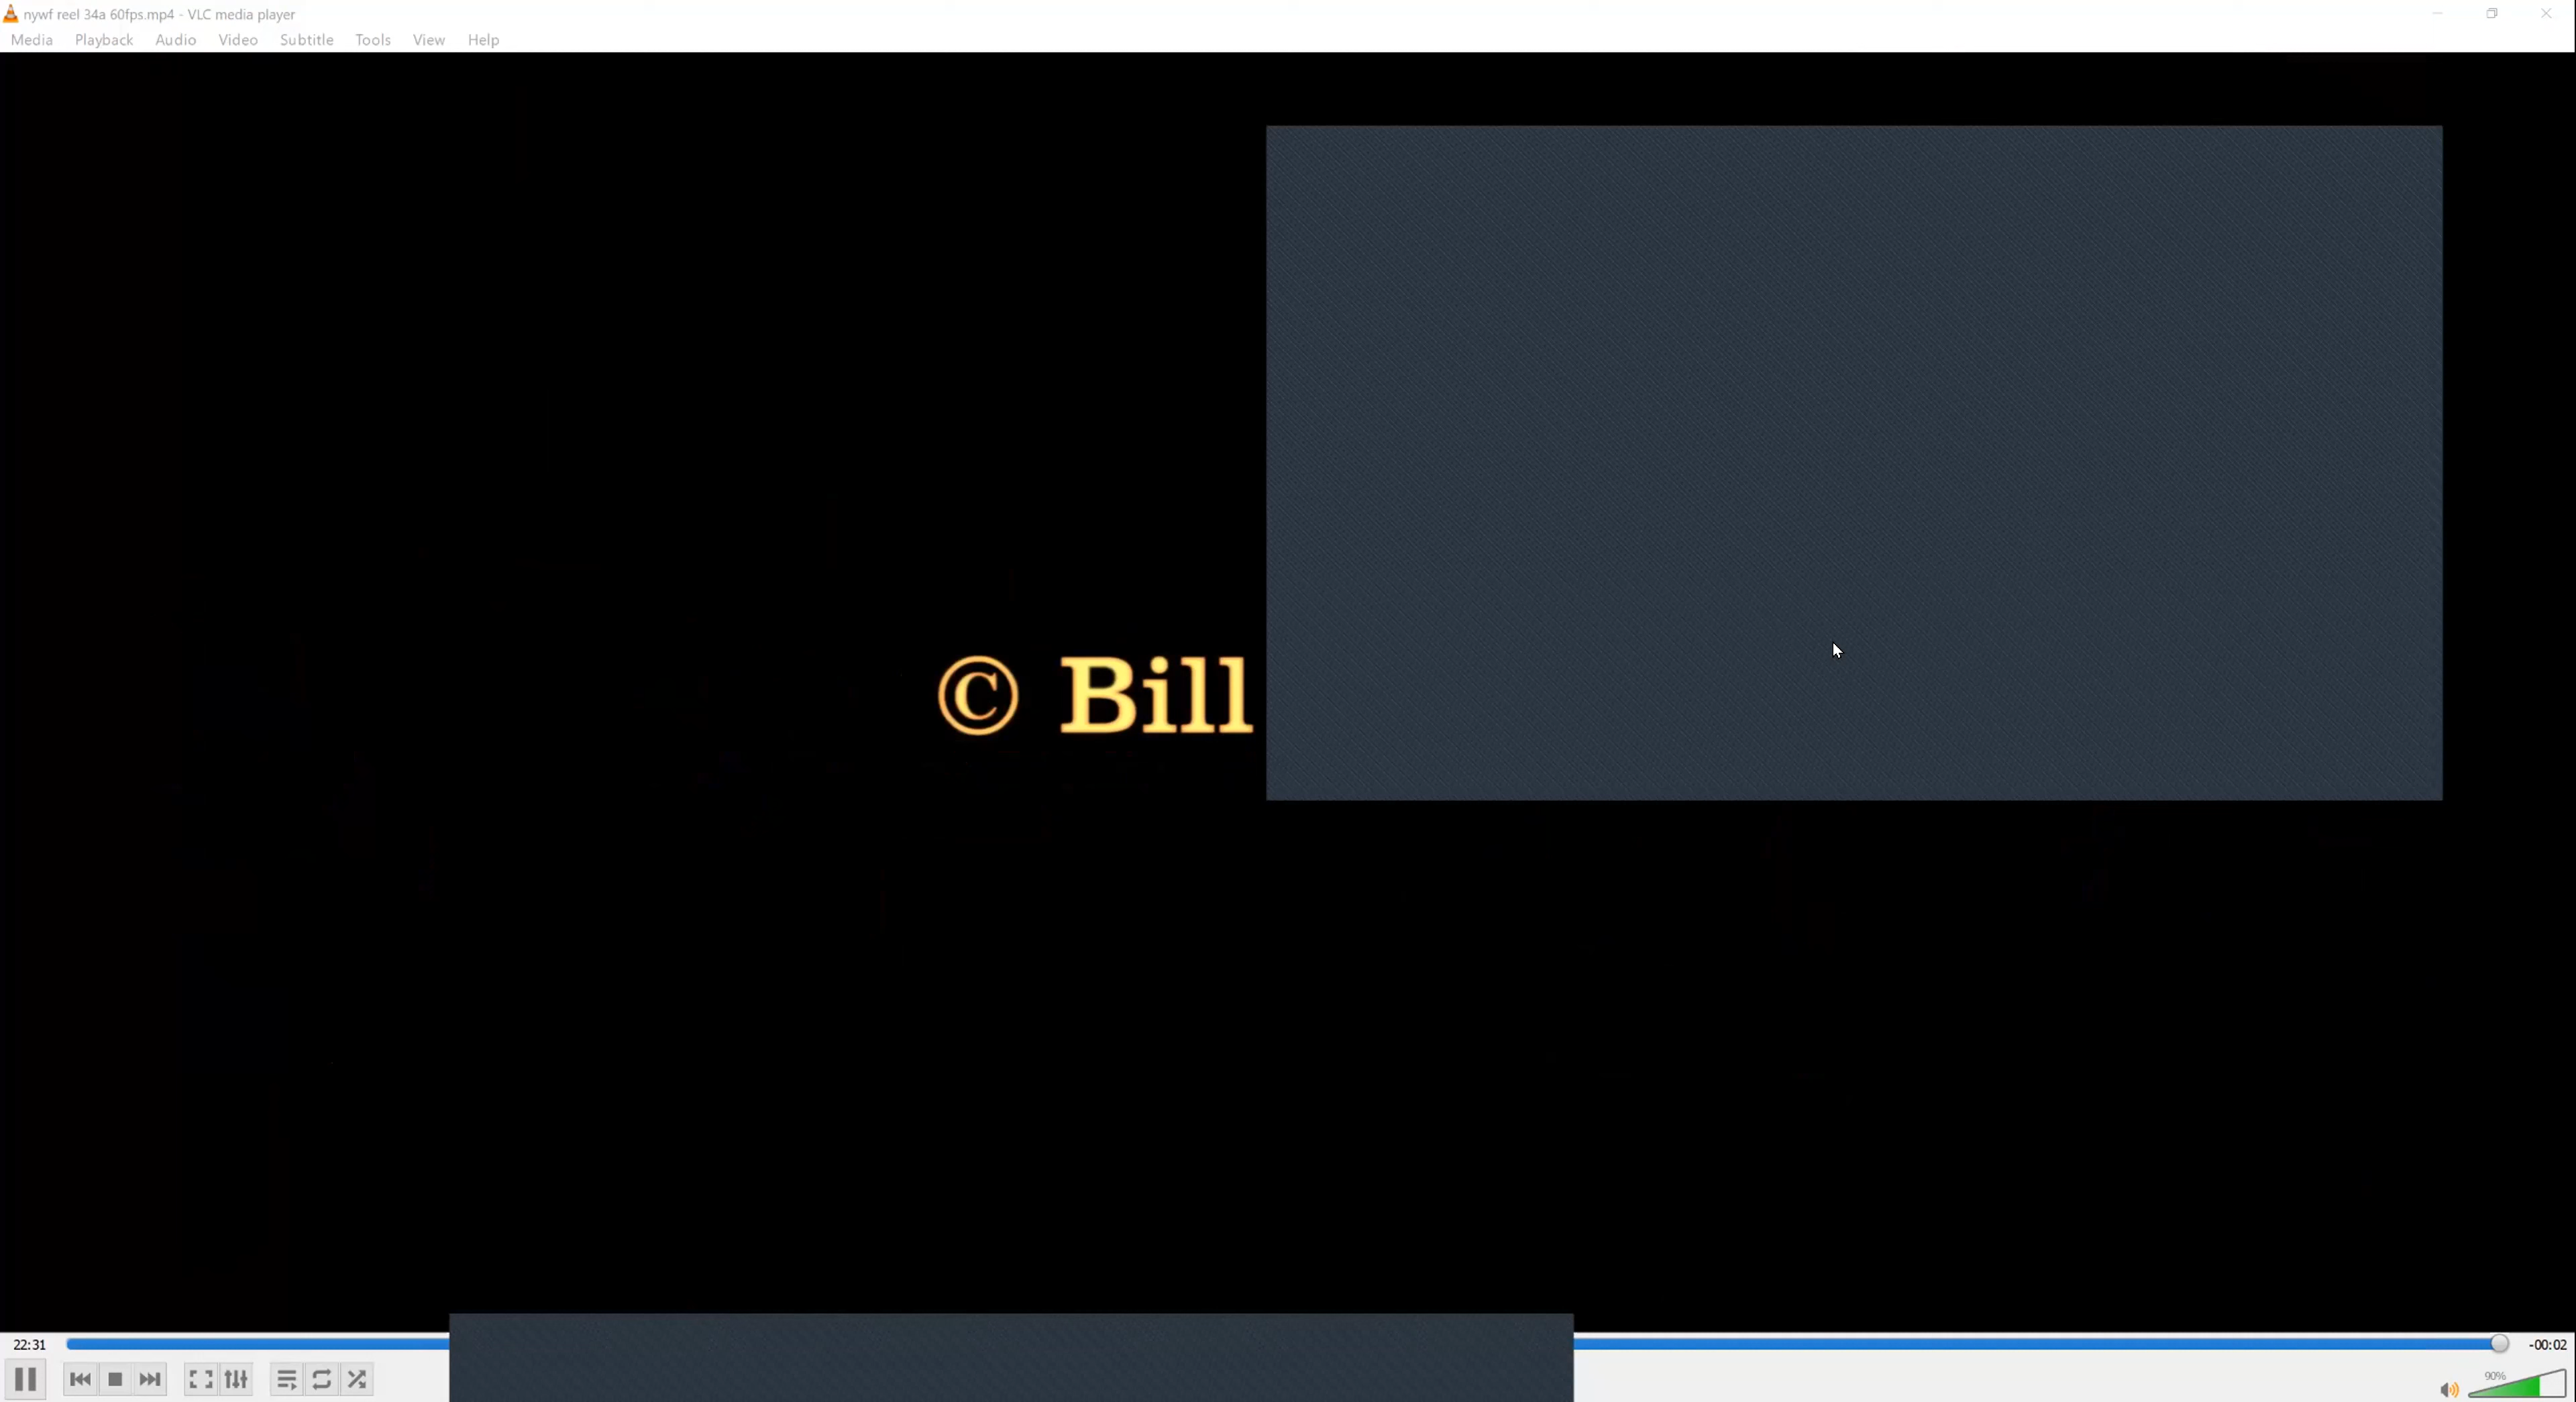 nywf reel 34a 60fps.mp4 - VLC media player
Media Playback Audio Video Subtitle Tools View Help
© Bill
22:31
-00:02
90%